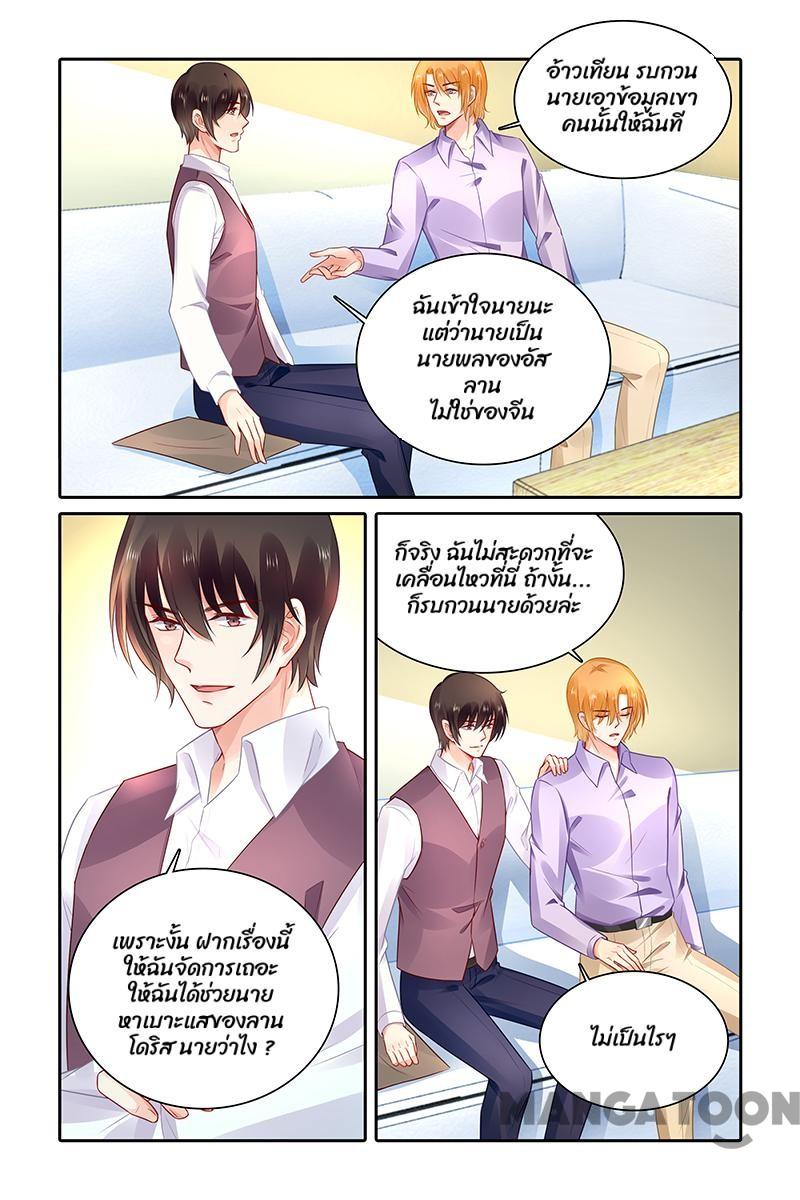 อ้าวเทียน รบกวน
นายเอาข้อมูลเขา
คนนั้นให้ฉันที
ฉันเข้าใจนายนะ
แต่ว่านายเป็น
นายพลของอัส
ลาน
ไม่ใช่ของจีน
ก็จริง ฉันไม่สะดวกที่จะ
เคลื่อนไหวที่นี่ ถ้างั้น...
ก็รบกวนนายด้วยล่ะ
เพราะงั้น ฝากเรื่องนี้
ให้ฉันจัดการเถอะ
ให้ฉันได้ช่วยนาย
หาเบาะแสของลาน
โดริส นายว่าไง ?
ไม่เป็นไรๆ
MANGATOON